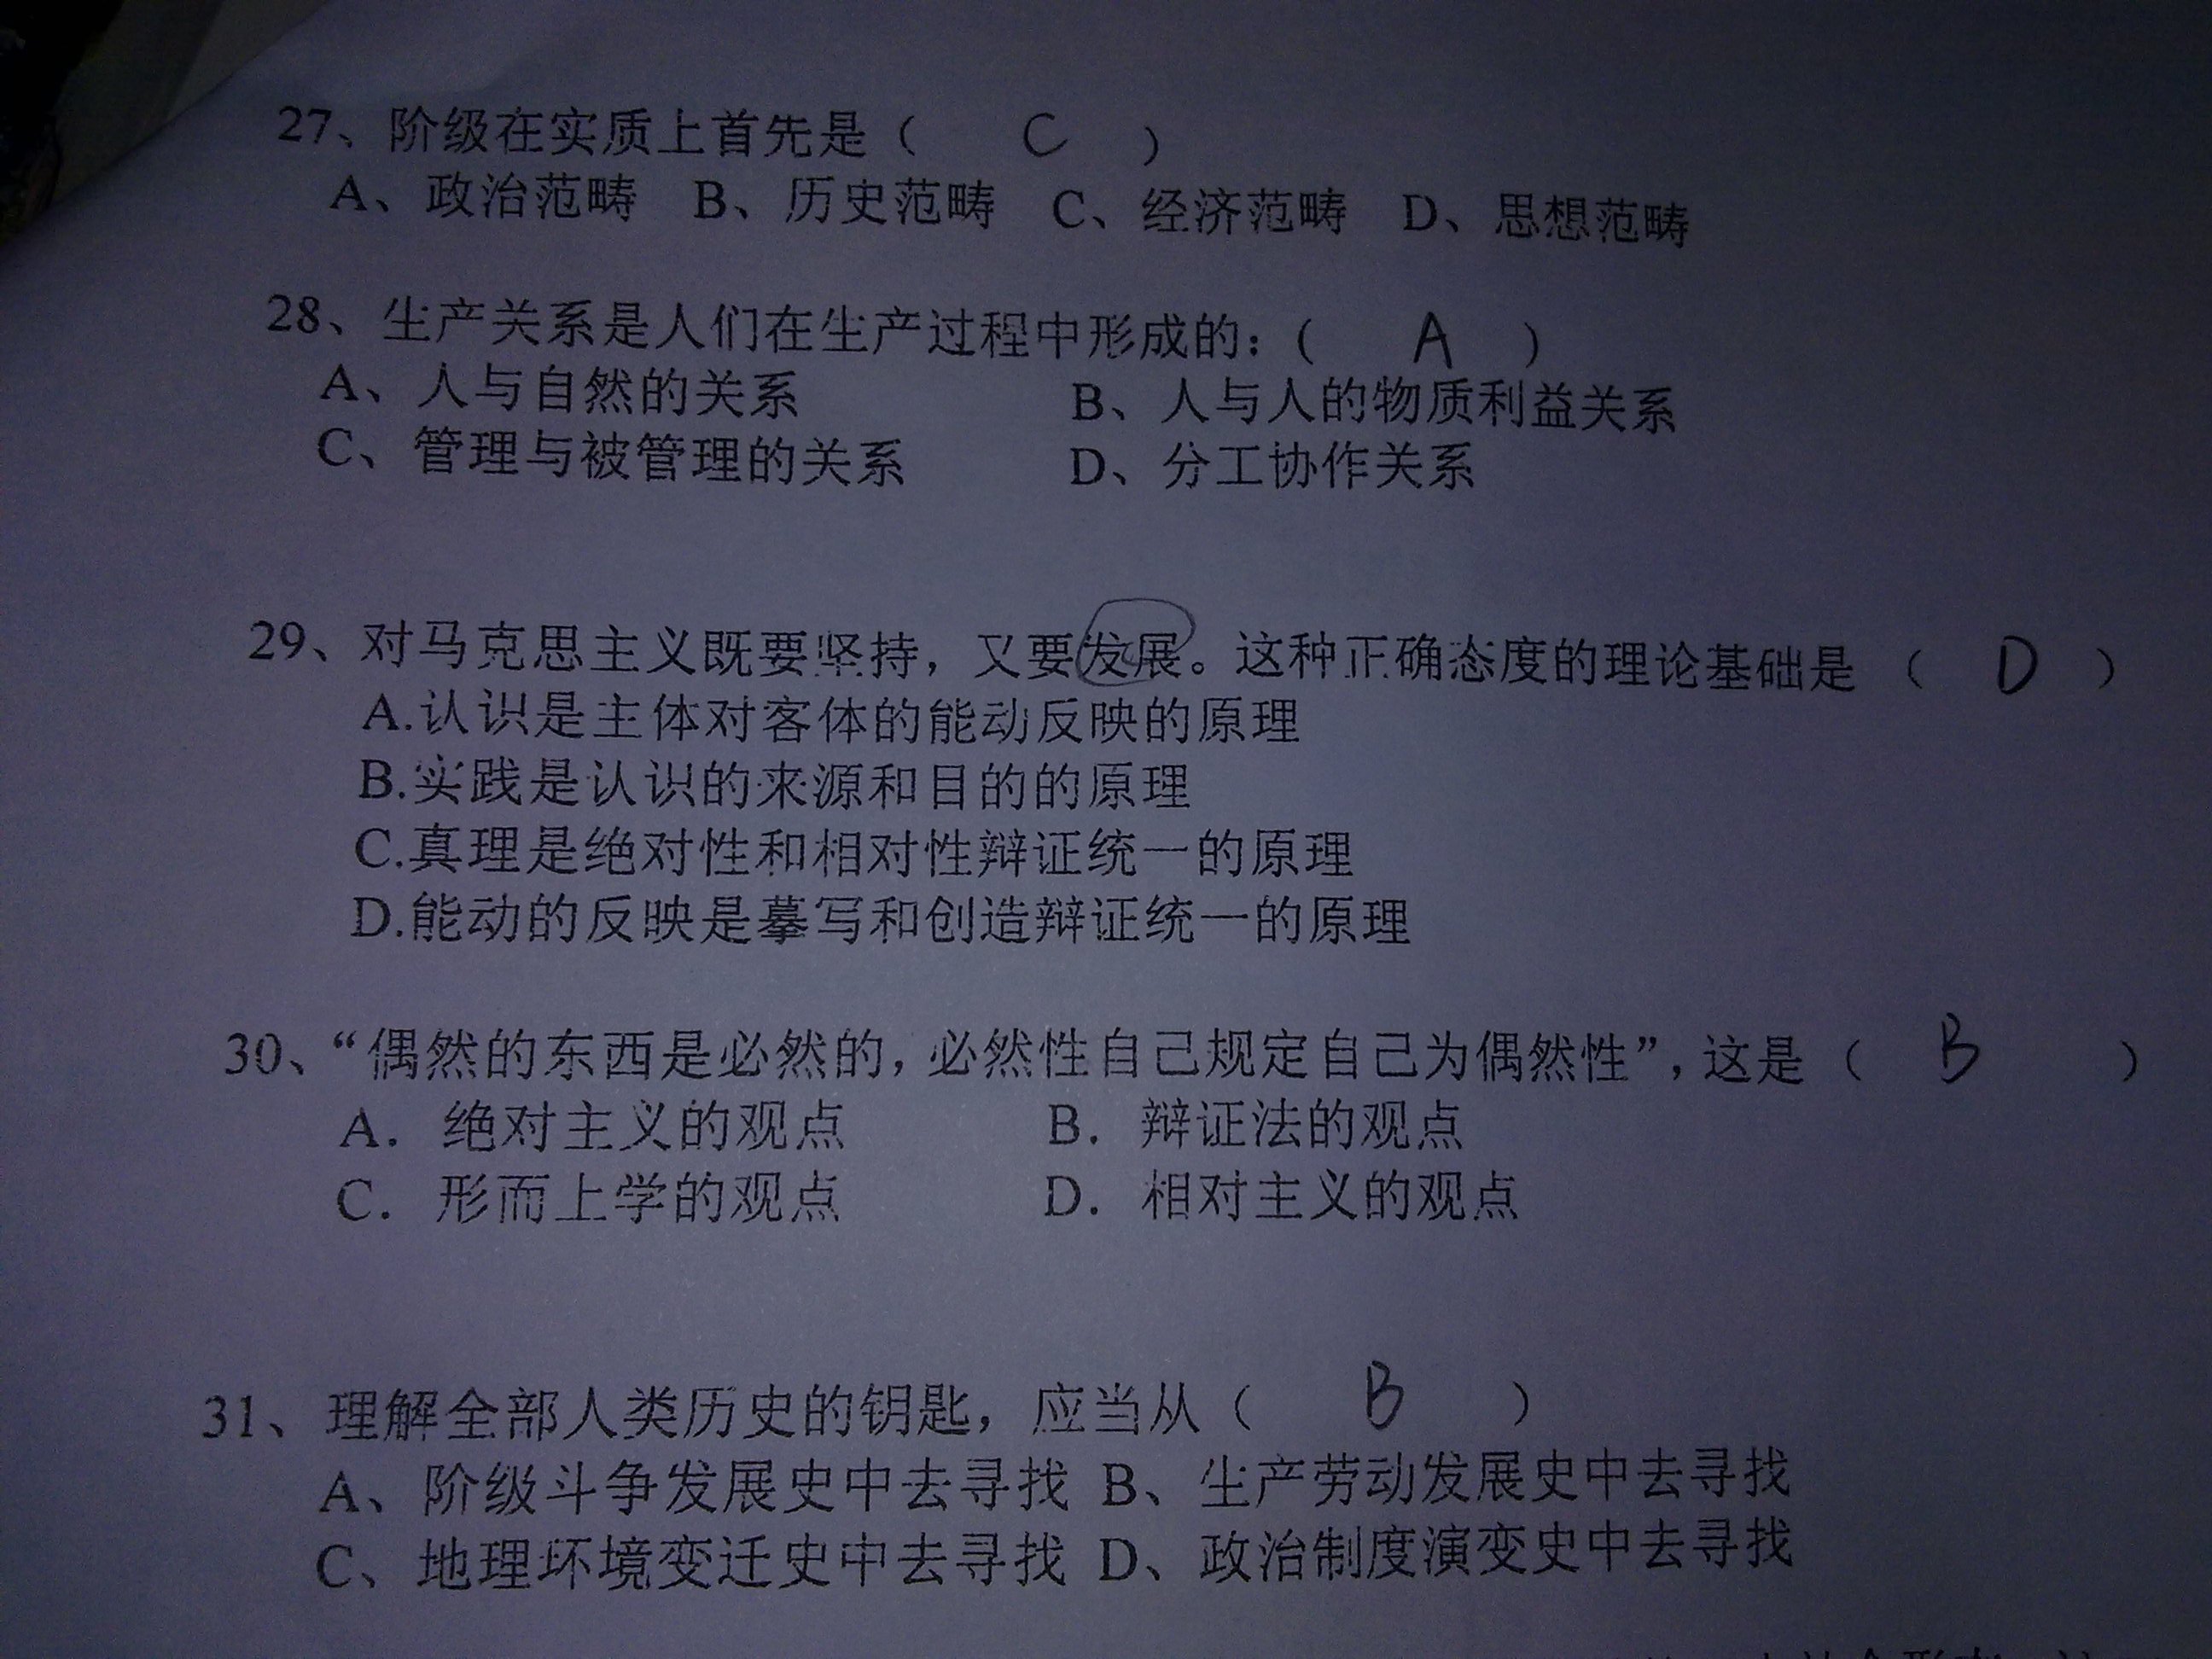 27、阶级在实质上首先是（ C ）
A、政治范畴 B、历史范畴 C、经济范畴 D、思想范畴
28、生产关系是人们在生产过程中形成的：（ A ）
A、人与自然的关系 B、人与人的物质利益关系
C、管理与被管理的关系 D、分工协作关系
29、对马克思主义既要坚持，又要发展。这种正确态度的理论基础是（ D ）
A.认识是主体对客体的能动反映的原理
B.实践是认识的来源和目的的原理
C.真理是绝对性和相对性辩证统一的原理
D.能动的反映是摹写和创造辩证统一的原理
30、“偶然的东西是必然的，必然性自己规定自己为偶然性”，这是（ B ）
A．绝对主义的观点 B．辩证法的观点
C．形而上学的观点 D．相对主义的观点
31、理解全部人类历史的钥匙，应当从（ B ）
A、阶级斗争发展史中去寻找 B、生产劳动发展史中去寻找
C、地理环境变迁史中去寻找 D、政治制度演变史中去寻找